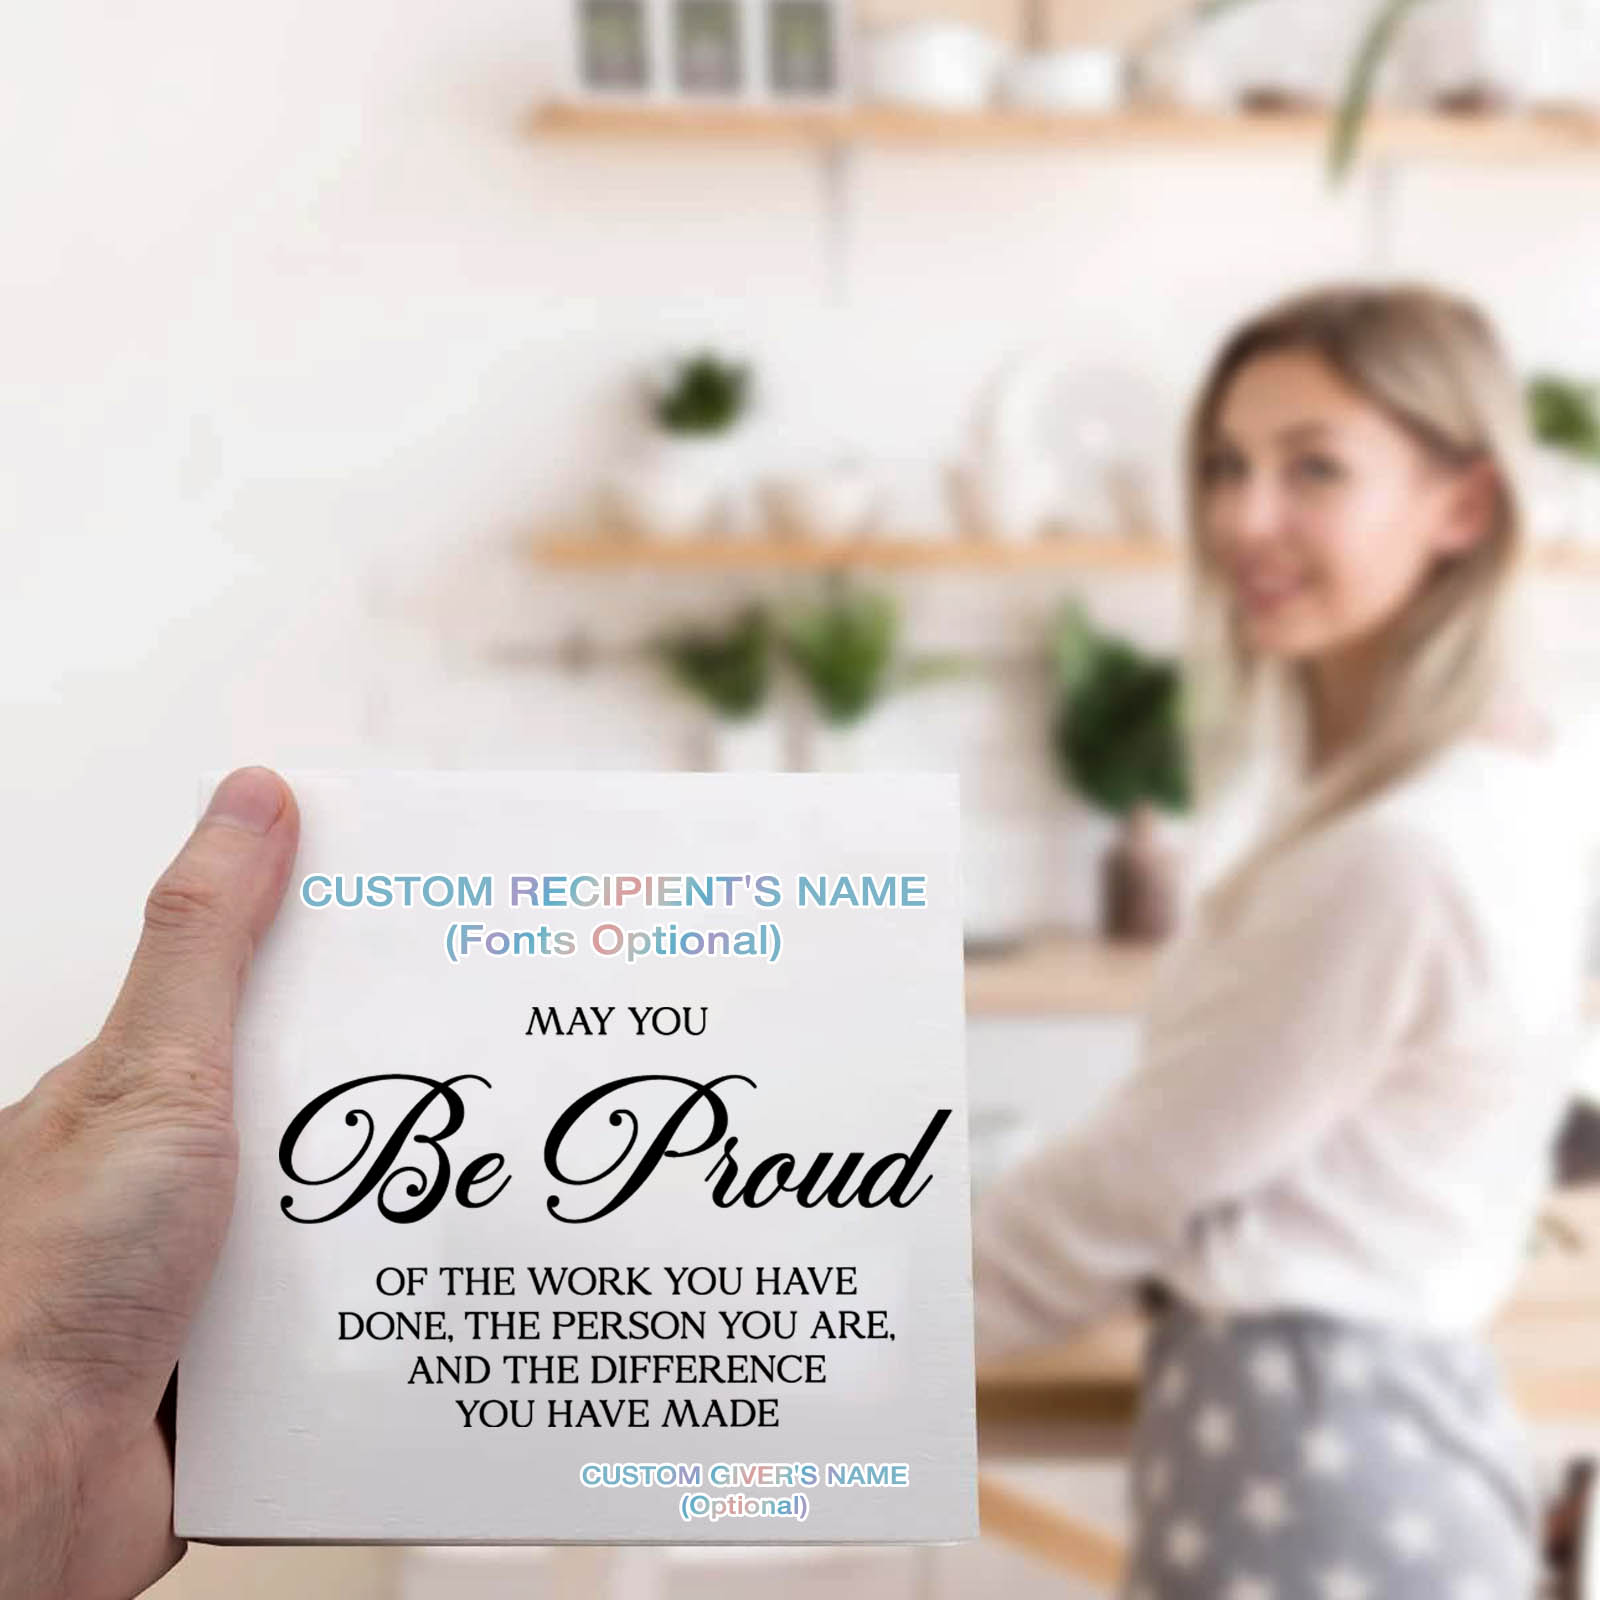 CUSTOM RECIPIENT'S NAME
(Fonts Optional)
MAY YOU
Be Proud
OF THE WORK YOU HAVE
DONE, THE PERSON YOU ARE,
AND THE DIFFERENCE
YOU HAVE MADE
CUSTOM GIVER'S NAME
(Optional)